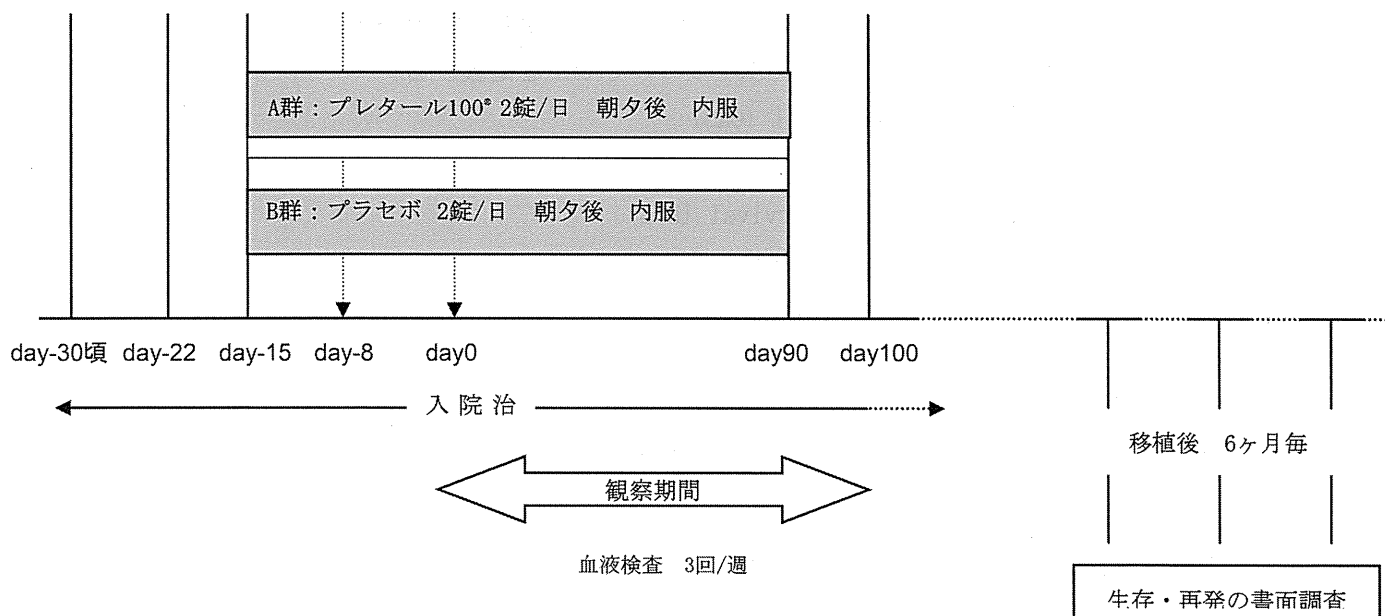 A群：プレタール100® 2錠/日　朝夕後　内服
B群：プラセボ 2錠/日　朝夕後　内服
day-30頃 day-22 day-15 day-8 day0 day90 day100
入 院 治
移植後　6ヶ月毎
観察期間
血液検査　3回/週
生存・再発の書面調査